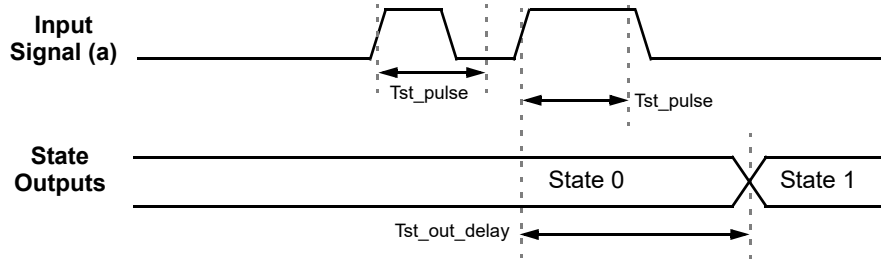 Input
Signal (a)
Tst_pulse
Tst_pulse
State
Outputs
State 0
State 1
Tst_out_delay